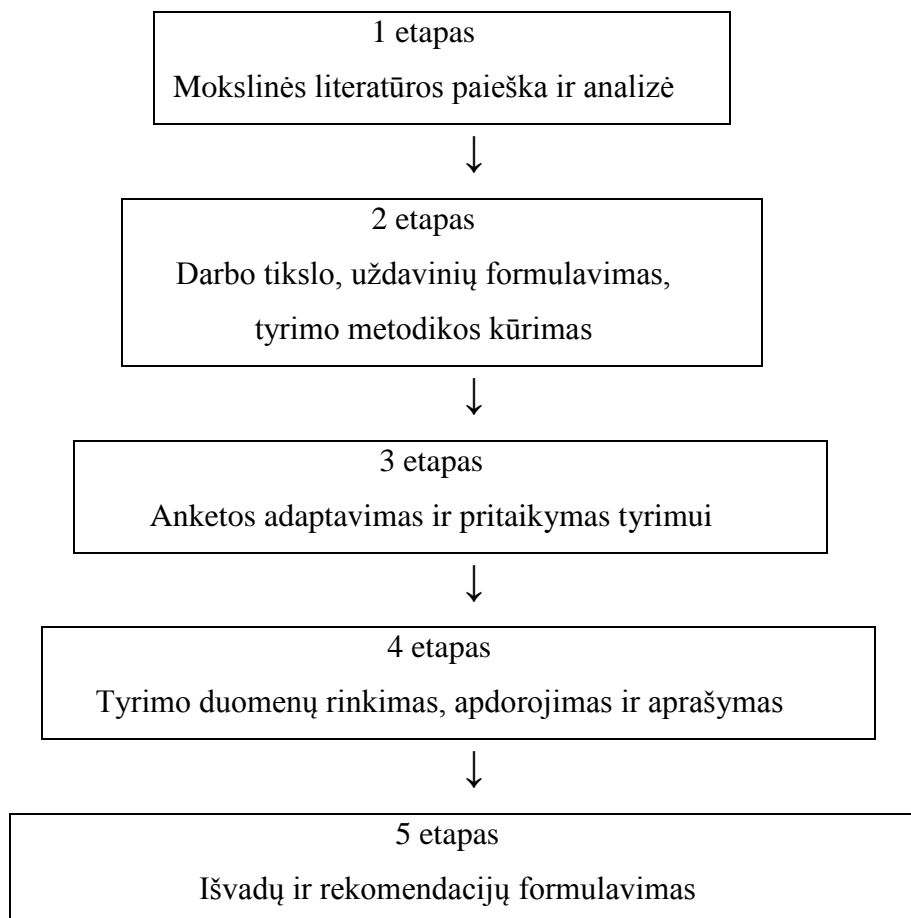 1 etapas
Mokslinės literatūros paieška ir analizė
↓
2 etapas
Darbo tikslo, uždavinių formulavimas,
tyrimo metodikos kūrimas
↓
3 etapas
Anketos adaptavimas ir pritaikymas tyrimui
↓
4 etapas
Tyrimo duomenų rinkimas, apdorojimas ir aprašymas
↓
5 etapas
Išvadų ir rekomendacijų formulavimas